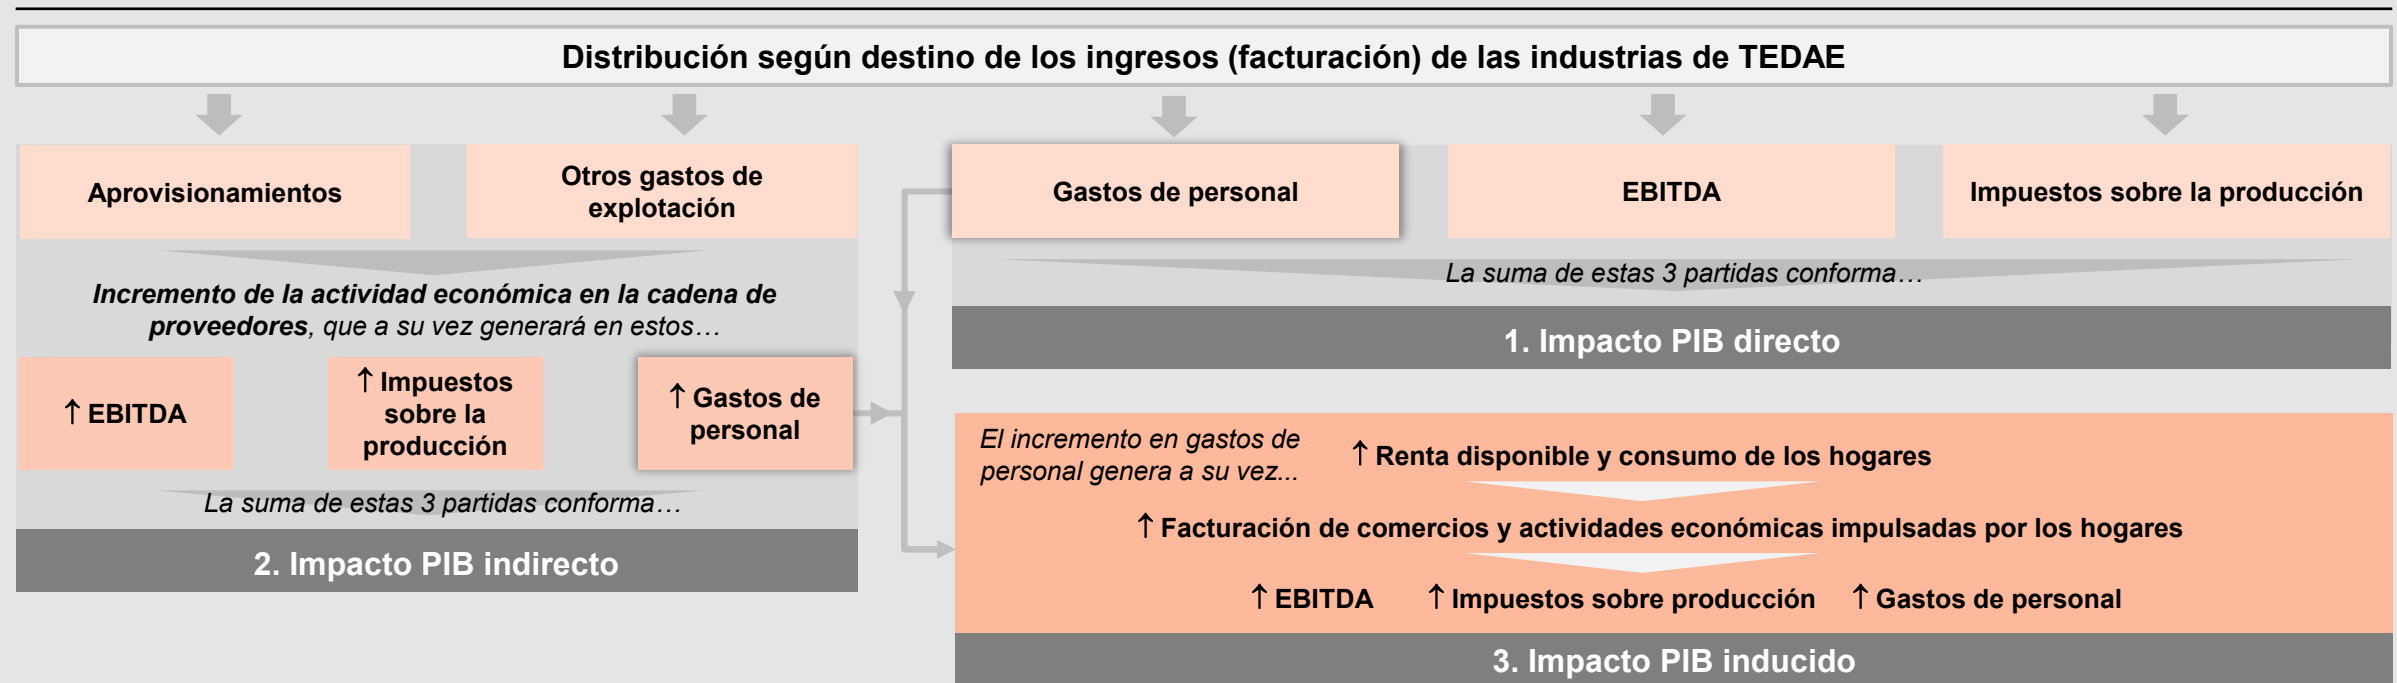 Distribución según destino de los ingresos (facturación) de las industrias de TEDAE
Aprovisionamientos
Otros gastos de
explotación
Incremento de la actividad económica en la cadena de
proveedores, que a su vez generará en estos…
↑ EBITDA
↑ Impuestos
sobre la
producción
↑ Gastos de
personal
La suma de estas 3 partidas conforma…
2. Impacto PIB indirecto
Gastos de personal
EBITDA
Impuestos sobre la producción
La suma de estas 3 partidas conforma…
1. Impacto PIB directo
El incremento en gastos de
personal genera a su vez...
↑ Renta disponible y consumo de los hogares
↑ Facturación de comercios y actividades económicas impulsadas por los hogares
↑ EBITDA ↑ Impuestos sobre producción ↑ Gastos de personal
3. Impacto PIB inducido